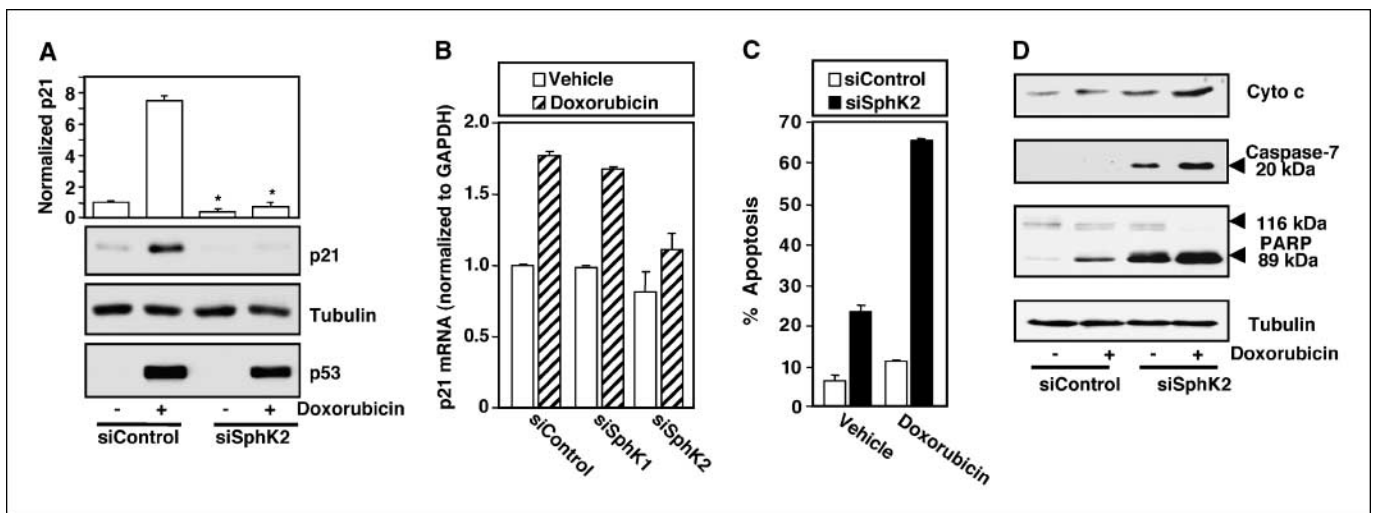 A
Normalized p21
8
6
4
2
0
* *
p21
Tubulin
p53
- + - + Doxorubicin
siControl siSphK2
B
Vehicle
Doxorubicin
p21 mRNA (normalized to GAPDH)
2.0
1.5
1.0
0.5
0
siControl
siSphK1
siSphK2
C
siControl
siSphK2
% Apoptosis
70
60
50
40
30
20
10
0
Vehicle
Doxorubicin
D
Cyto c
Caspase-7
20 kDa
116 kDa
PARP
89 kDa
Tubulin
- + - + Doxorubicin
siControl siSphK2